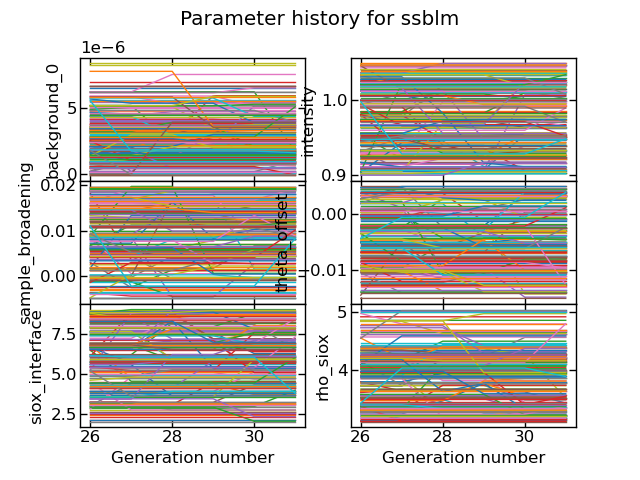 Parameter history for ssblm
1e−6
background_0
5
0
intensity
1.0
0.9
sample_broadening
0.02
0.01
0.00
theta_offset
0.00
−0.01
siox_interface
7.5
5.0
2.5
26
28
30
Generation number
rho_siox
5
4
26
28
30
Generation number